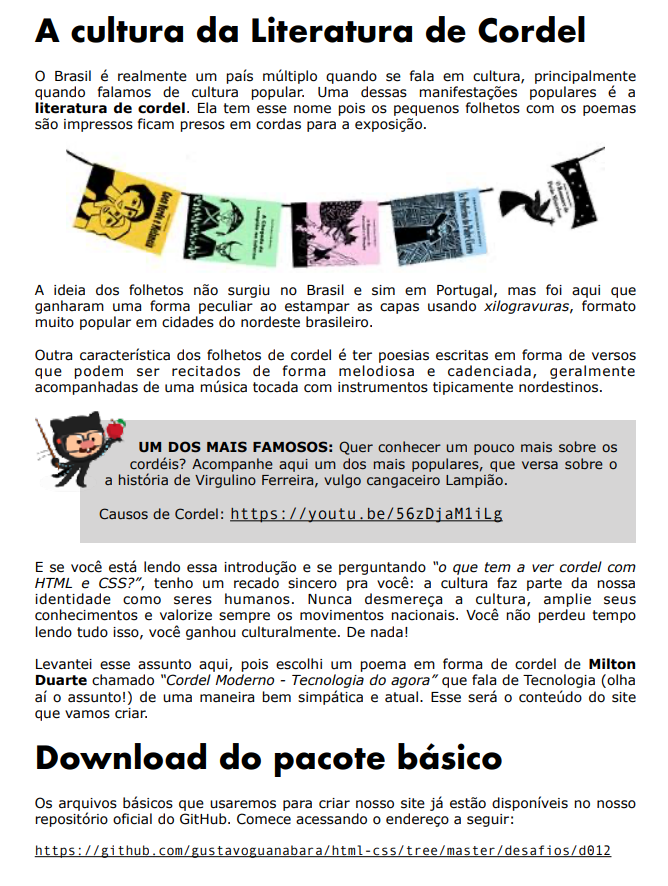 A cultura da Literatura de Cordel
O Brasil é realmente um país múltiplo quando se fala em cultura, principalmente
quando falamos de cultura popular. Uma dessas manifestações populares é a
literatura de cordel. Ela tem esse nome pois os pequenos folhetos com os poemas
são impressos ficam presos em cordas para a exposição.
A ideia dos folhetos não surgiu no Brasil e sim em Portugal, mas foi aqui que
ganharam uma forma peculiar ao estampar as capas usando xilogravuras, formato
muito popular em cidades do nordeste brasileiro.
Outra característica dos folhetos de cordel é ter poesias escritas em forma de versos
que podem ser recitados de forma melodiosa e cadenciada, geralmente
acompanhadas de uma música tocada com instrumentos tipicamente nordestinos.
UM DOS MAIS FAMOSOS: Quer conhecer um pouco mais sobre os
cordéis? Acompanhe aqui um dos mais populares, que versa sobre o
a história de Virgulino Ferreira, vulgo cangaceiro Lampião.
Causos de Cordel: https://youtu.be/56zDjaM1iLg
E se você está lendo essa introdução e se perguntando “o que tem a ver cordel com
HTML e CSS?”, tenho um recado sincero pra você: a cultura faz parte da nossa
identidade como seres humanos. Nunca desmereça a cultura, amplie seus
conhecimentos e valorize sempre os movimentos nacionais. Você não perdeu tempo
lendo tudo isso, você ganhou culturalmente. De nada!
Levantei esse assunto aqui, pois escolhi um poema em forma de cordel de Milton
Duarte chamado “Cordel Moderno - Tecnologia do agora” que fala de Tecnologia (olha
aí o assunto!) de uma maneira bem simpática e atual. Esse será o conteúdo do site
que vamos criar.
Download do pacote básico
Os arquivos básicos que usaremos para criar nosso site já estão disponíveis no nosso
repositório oficial do GitHub. Comece acessando o endereço a seguir:
https://github.com/gustavoguanabara/html-css/tree/master/desafios/d012